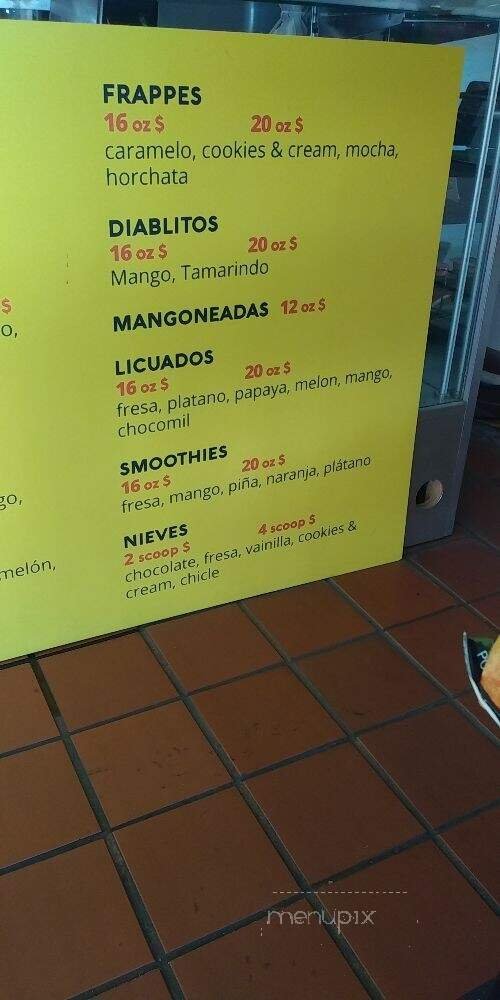 FRAPPES
16 oz $ 20 oz $
caramelo, cookies & cream, mocha,
horchata
DIABLITOS
16 oz $ 20 oz $
Mango, Tamarindo
MANGONEADAS 12 oz $
LICUADOS
16 oz $ 20 oz $
fresa, platano, papaya, melon, mango,
chocomil
SMOOTHIES
16 oz $ 20 oz $
fresa, mango, piña, naranja, plátano
NIEVES
2 scoop $ 4 scoop $
chocolate, fresa, vainilla, cookies &
cream, chicle
$
o,
go,
melón,
menupix